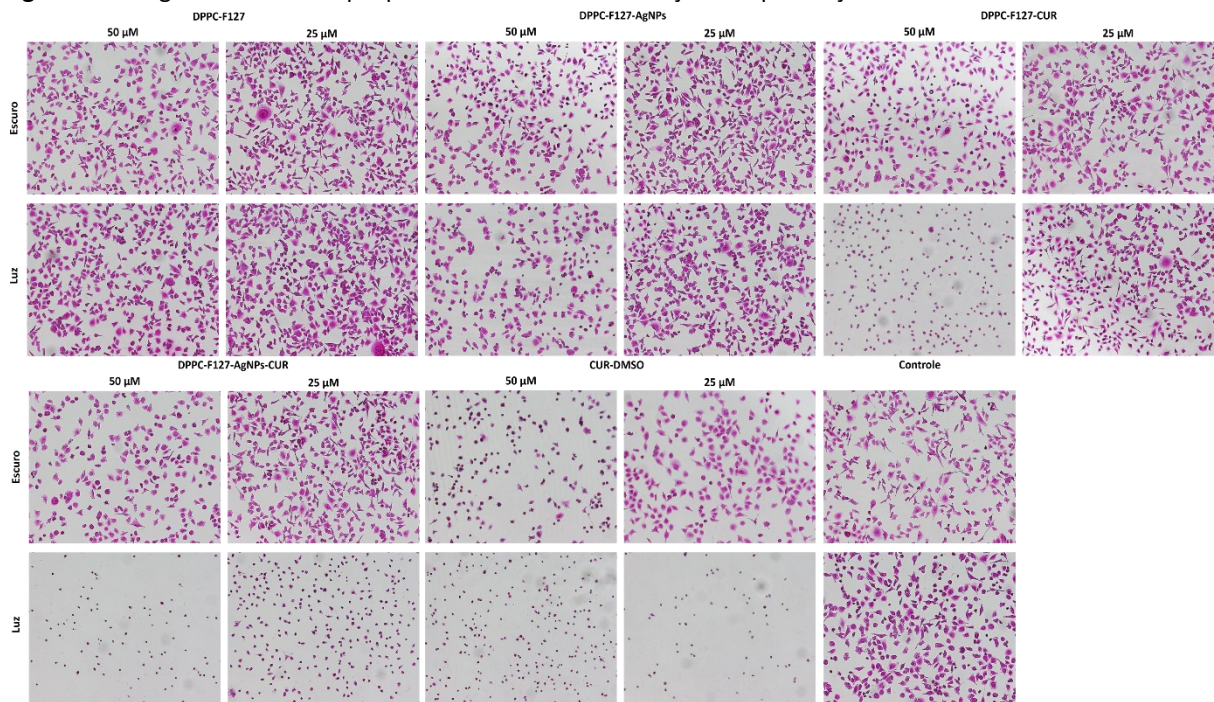 DPPC-F127 DPPC-F127-AgNPs DPPC-F127-CUR
50 µM 25 µM 50 µM 25 µM 50 µM 25 µM
Escuro
Luz
DPPC-F127-AgNPs-CUR CUR-DMSO Controle
50 µM 25 µM 50 µM 25 µM
Escuro
Luz